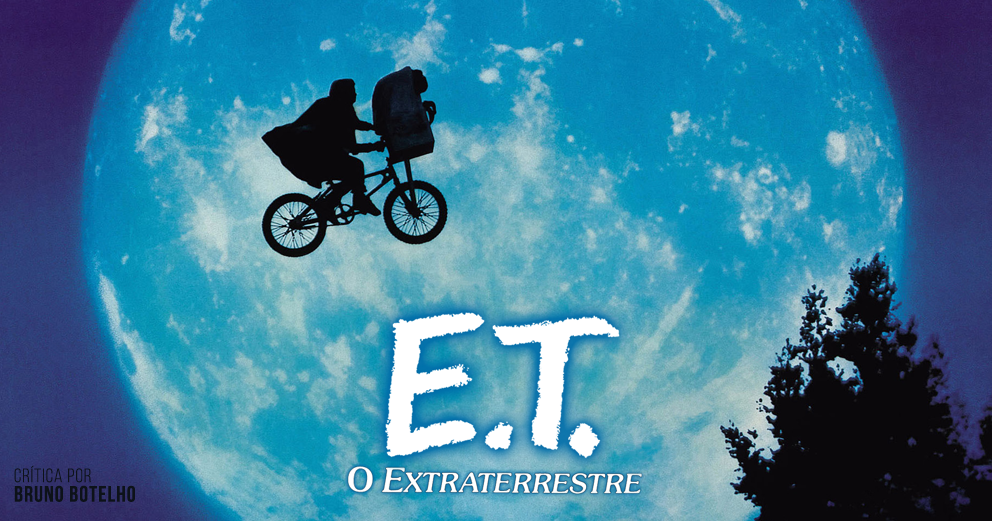 E.T.
O EXTRATERRESTRE
CRÍTICA POR
BRUNO BOTELHO